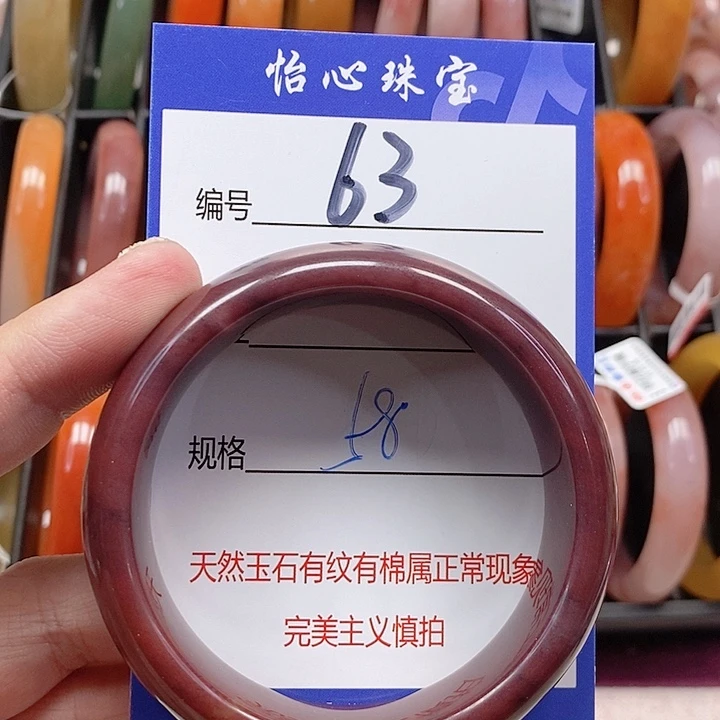 怡心珠宝
编号 63
规格 58
天然玉石有纹有棉属正常现象
完美主义慎拍